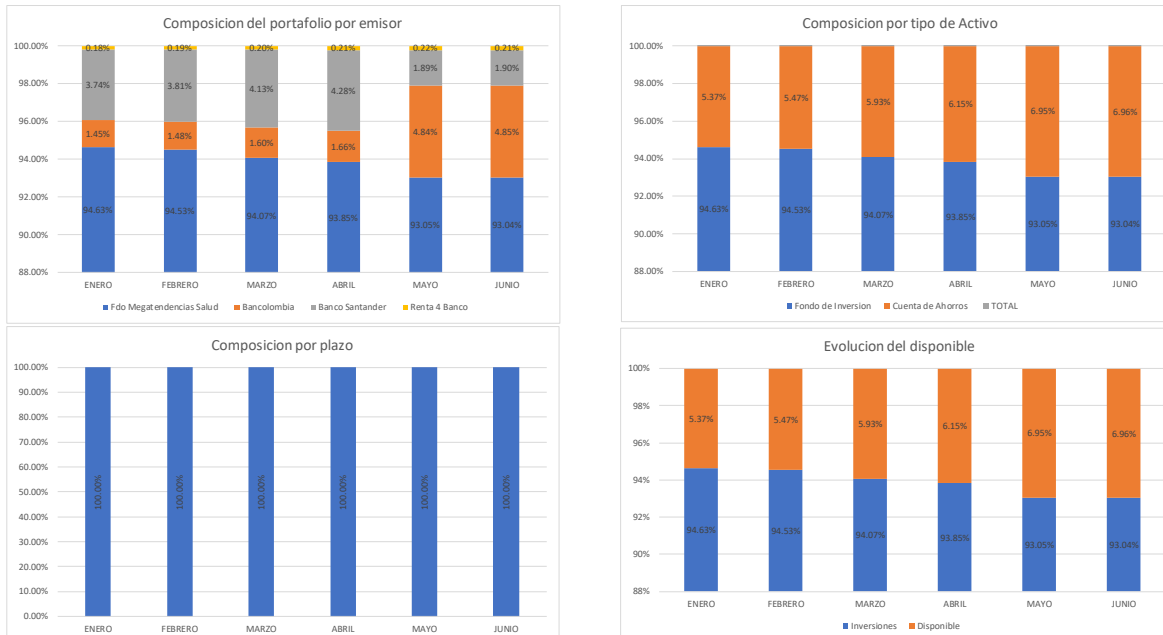 Composicion del portafolio por emisor
100.00%
98.00%
96.00%
94.00%
92.00%
90.00%
88.00%
0.18% 0.19% 0.20% 0.21% 0.22% 0.21%
3.74% 3.81% 4.13% 4.28% 1.89% 1.90%
1.45% 1.48% 1.60% 1.66% 4.84% 4.85%
94.63% 94.53% 94.07% 93.85% 93.05% 93.04%
ENERO FEBRERO MARZO ABRIL MAYO JUNIO
Fdo Megatendencias Salud Bancolombia Banco Santander Renta 4 Banco
Composicion por tipo de Activo
100.00%
98.00%
96.00%
94.00%
92.00%
90.00%
88.00%
5.37% 5.47% 5.93% 6.15% 6.95% 6.96%
94.63% 94.53% 94.07% 93.85% 93.05% 93.04%
ENERO FEBRERO MARZO ABRIL MAYO JUNIO
Fondo de Inversion Cuenta de Ahorros TOTAL
Composicion por plazo
100.00%
90.00%
80.00%
70.00%
60.00%
50.00%
40.00%
30.00%
20.00%
10.00%
0.00%
100.00% 100.00% 100.00% 100.00% 100.00% 100.00%
ENERO FEBRERO MARZO ABRIL MAYO JUNIO
Evolucion del disponible
100%
98%
96%
94%
92%
90%
88%
5.37% 5.47% 5.93% 6.15% 6.95% 6.96%
94.63% 94.53% 94.07% 93.85% 93.05% 93.04%
ENERO FEBRERO MARZO ABRIL MAYO JUNIO
Inversiones Disponible